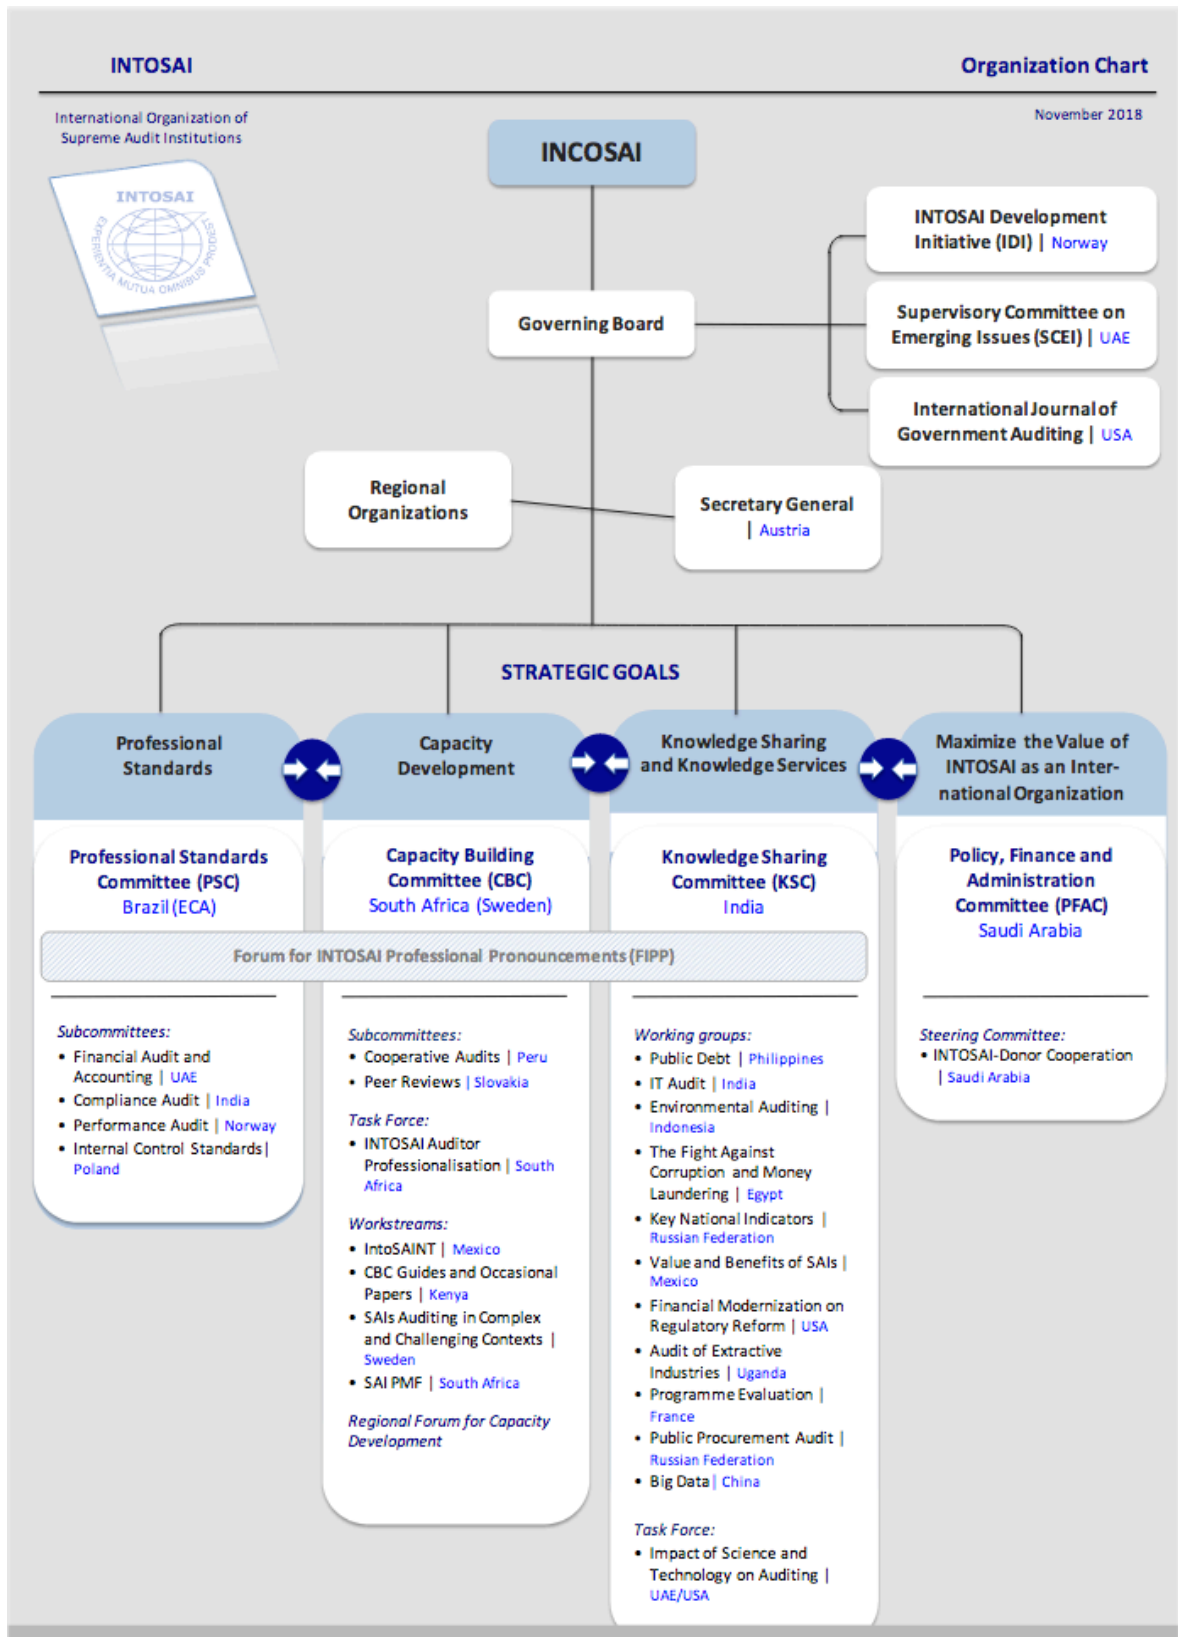 INTOSAI
Organization Chart
International Organization of
Supreme Audit Institutions
November 2018
INTOSAI
EXPERIENTIA MUTUA OMNIBUS PRODEST
INCOSAI
INTOSAI Development
Initiative (IDI) | Norway
Governing Board
Supervisory Committee on
Emerging Issues (SCEI) | UAE
International Journal of
Government Auditing | USA
Regional
Organizations
Secretary General
| Austria
STRATEGIC GOALS
Professional
Standards
Capacity
Development
Knowledge Sharing
and Knowledge Services
Maximize the Value of
INTOSAI as an Inter-
national Organization
Professional Standards
Committee (PSC)
Brazil (ECA)
Capacity Building
Committee (CBC)
South Africa (Sweden)
Knowledge Sharing
Committee (KSC)
India
Policy, Finance and
Administration
Committee (PFAC)
Saudi Arabia
Forum for INTOSAI Professional Pronouncements (FIPP)
Subcommittees:
• Financial Audit and
Accounting | UAE
• Compliance Audit | India
• Performance Audit | Norway
• Internal Control Standards|
Poland
Subcommittees:
• Cooperative Audits | Peru
• Peer Reviews | Slovakia
Task Force:
• INTOSAI Auditor
Professionalisation | South
Africa
Workstreams:
• IntoSAINT | Mexico
• CBC Guides and Occasional
Papers | Kenya
• SAIs Auditing in Complex
and Challenging Contexts |
Sweden
• SAI PMF | South Africa
Regional Forum for Capacity
Development
Working groups:
• Public Debt | Philippines
• IT Audit | India
• Environmental Auditing |
Indonesia
• The Fight Against
Corruption and Money
Laundering | Egypt
• Key National Indicators |
Russian Federation
• Value and Benefits of SAIs |
Mexico
• Financial Modernization on
Regulatory Reform | USA
• Audit of Extractive
Industries | Uganda
• Programme Evaluation |
France
• Public Procurement Audit |
Russian Federation
• Big Data| China
Task Force:
• Impact of Science and
Technology on Auditing |
UAE/USA
Steering Committee:
• INTOSAI-Donor Cooperation
| Saudi Arabia